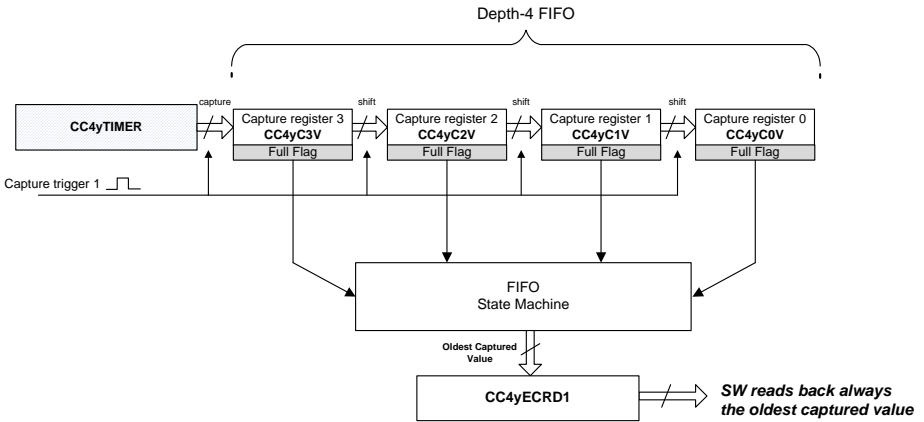 Depth-4 FIFO
capture
shift
shift
shift
CC4yTIMER
Capture register 3
CC4yC3V
Full Flag
Capture register 2
CC4yC2V
Full Flag
Capture register 1
CC4yC1V
Full Flag
Capture register 0
CC4yC0V
Full Flag
Capture trigger 1
FIFO
State Machine
Oldest Captured
Value
CC4yECRD1
SW reads back always
the oldest captured value